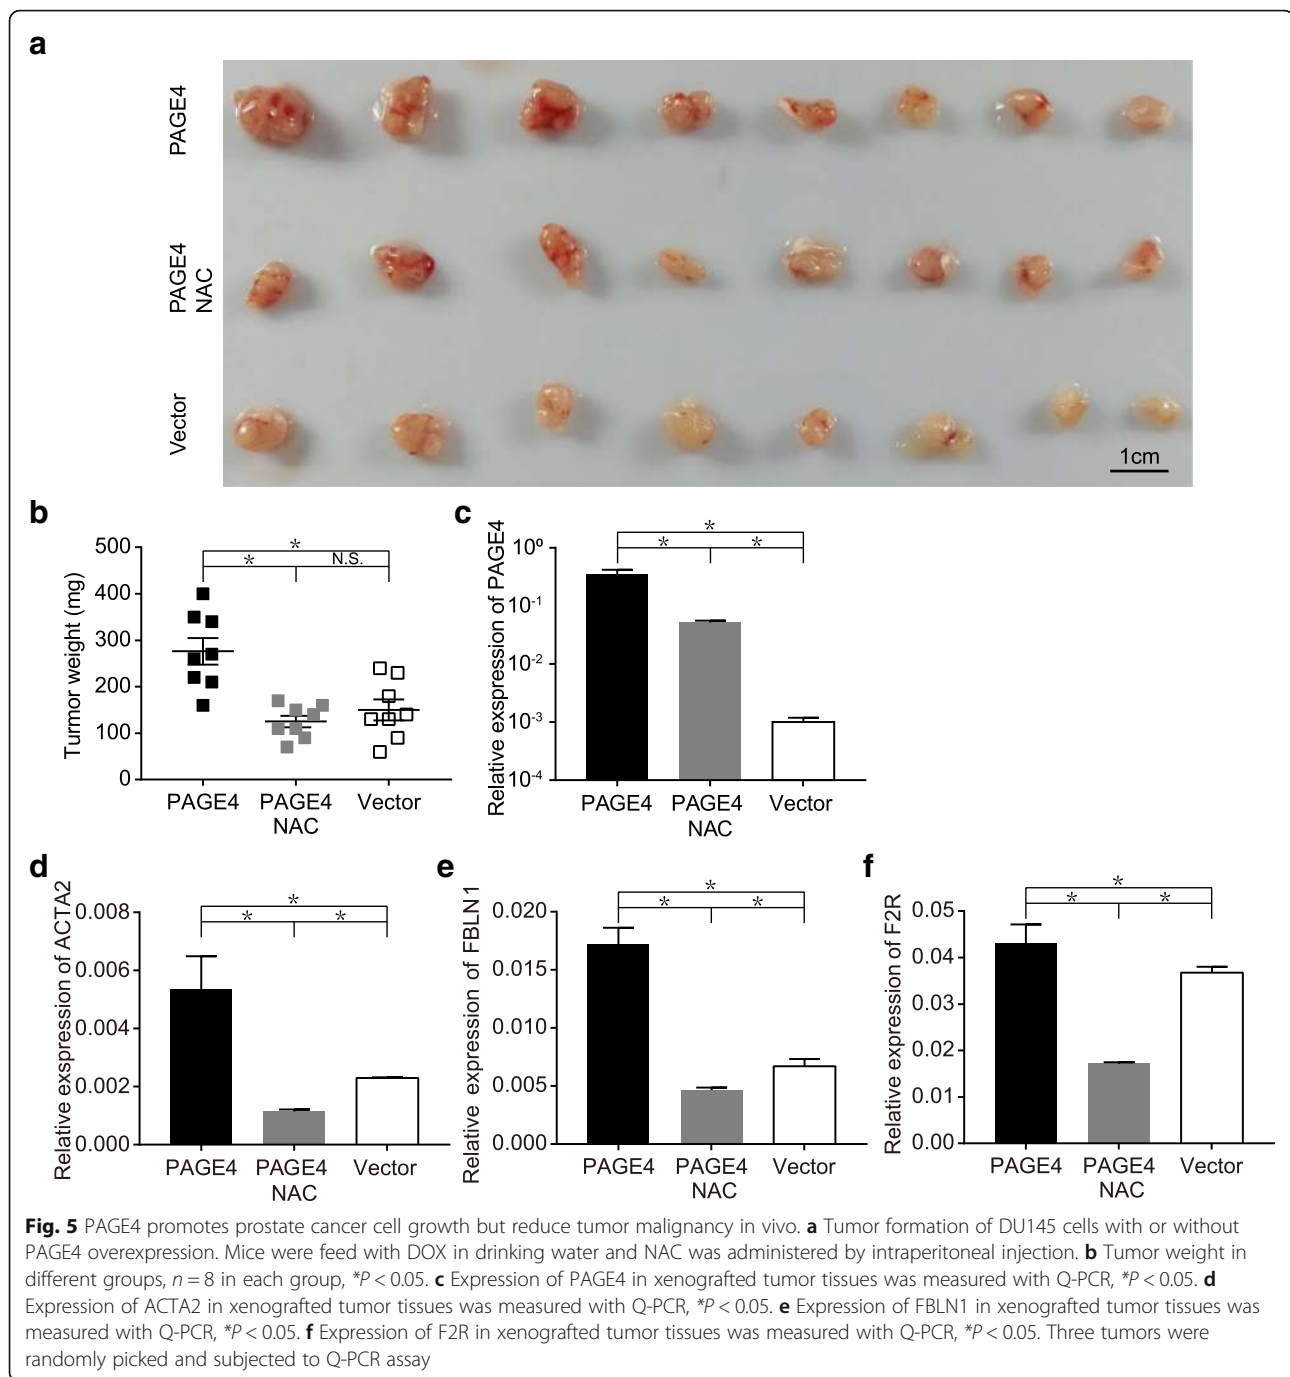 a
PAGE4
PAGE4
NAC
Vector
1cm
b
Turmor weight (mg)
500
400
300
200
100
0
*
*
N.S.
PAGE4
PAGE4
NAC
Vector
c
Relative exspression of PAGE4
10⁰
10⁻¹
10⁻²
10⁻³
10⁻⁴
*
*
*
PAGE4
PAGE4
NAC
Vector
d
Relative exspression of ACTA2
0.008
0.006
0.004
0.002
0.000
*
*
*
PAGE4
PAGE4
NAC
Vector
e
Relative expression of FBLN1
0.020
0.015
0.010
0.005
0.000
*
*
*
PAGE4
PAGE4
NAC
Vector
f
Relative expression of F2R
0.05
0.04
0.03
0.02
0.01
0.00
*
*
*
PAGE4
PAGE4
NAC
Vector
Fig. 5 PAGE4 promotes prostate cancer cell growth but reduce tumor malignancy in vivo. a Tumor formation of DU145 cells with or without
PAGE4 overexpression. Mice were feed with DOX in drinking water and NAC was administered by intraperitoneal injection. b Tumor weight in
different groups, n = 8 in each group, *P < 0.05. c Expression of PAGE4 in xenografted tumor tissues was measured with Q-PCR, *P < 0.05. d
Expression of ACTA2 in xenografted tumor tissues was measured with Q-PCR, *P < 0.05. e Expression of FBLN1 in xenografted tumor tissues was
measured with Q-PCR, *P < 0.05. f Expression of F2R in xenografted tumor tissues was measured with Q-PCR, *P < 0.05. Three tumors were
randomly picked and subjected to Q-PCR assay